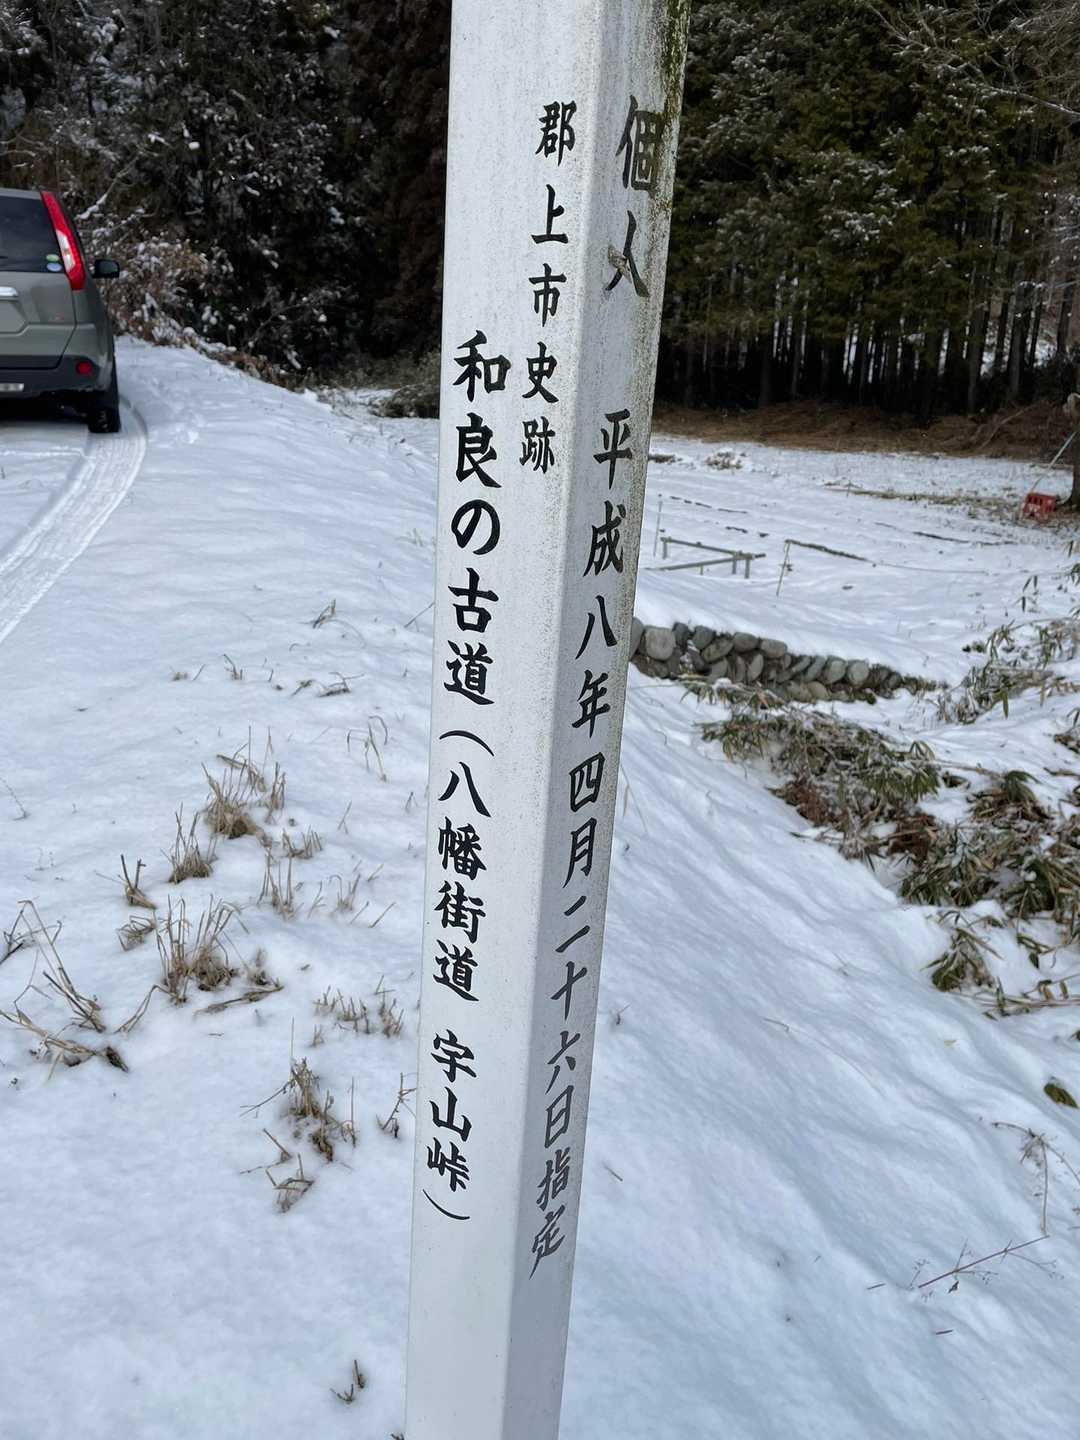 郡上市史跡
和良の古道（八幡街道　宇山峠）
個人　平成八年四月二十六日指定